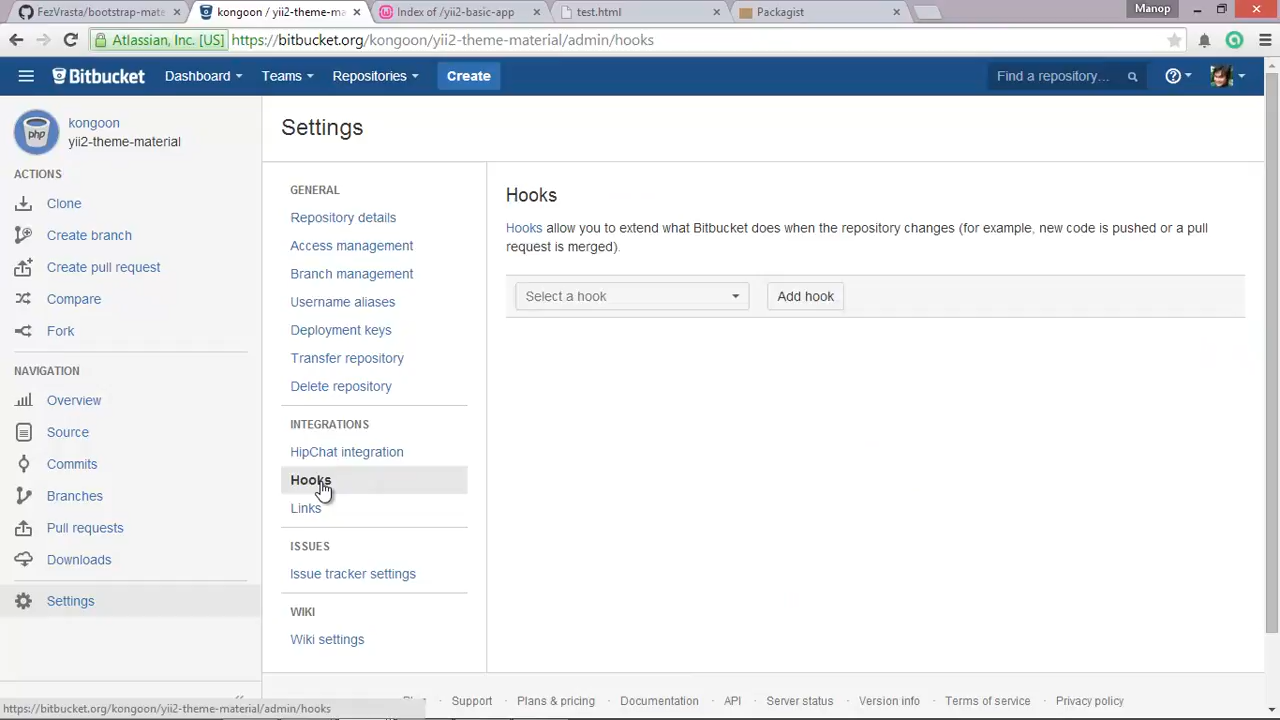 FezVrasta/bootstrap-mate
kongoon / yii2-theme-ma
Index of /yii2-basic-app
test.html
Packagist
Manop
Atlassian, Inc. [US]
https://bitbucket.org/kongoon/yii2-theme-material/admin/hooks
Bitbucket
Dashboard
Teams
Repositories
Create
Find a repository...
php
kongoon
yii2-theme-material
ACTIONS
Clone
Create branch
Create pull request
Compare
Fork
NAVIGATION
Overview
Source
Commits
Branches
Pull requests
Downloads
Settings
Settings
GENERAL
Repository details
Access management
Branch management
Username aliases
Deployment keys
Transfer repository
Delete repository
INTEGRATIONS
HipChat integration
Hooks
Links
ISSUES
Issue tracker settings
WIKI
Wiki settings
Hooks
Hooks allow you to extend what Bitbucket does when the repository changes (for example, new code is pushed or a pull
request is merged).
Select a hook
Add hook
https://bitbucket.org/kongoon/yii2-theme-material/admin/hooks
Support
Plans & pricing
Documentation
API
Server status
Version info
Terms of service
Privacy policy